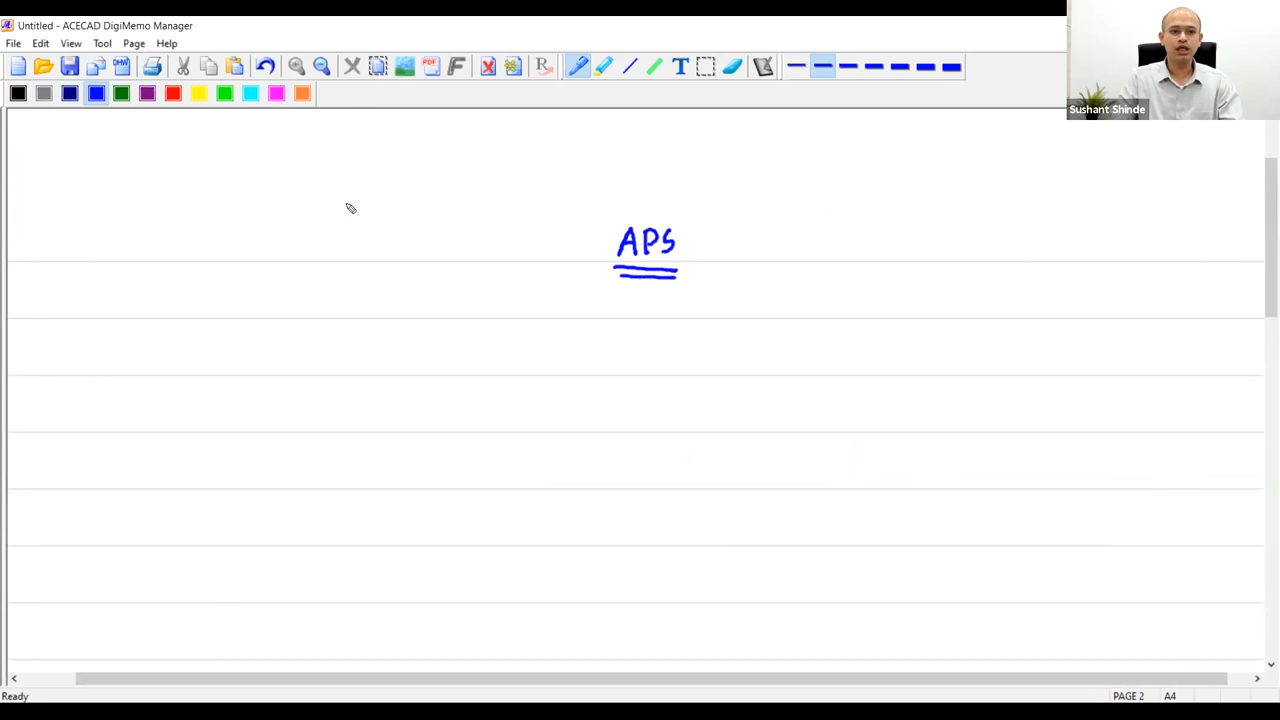 Untitled - ACECAD DigiMemo Manager
File Edit View Tool Page Help
Sushant Shinde
APS
Ready
PAGE 2 A4